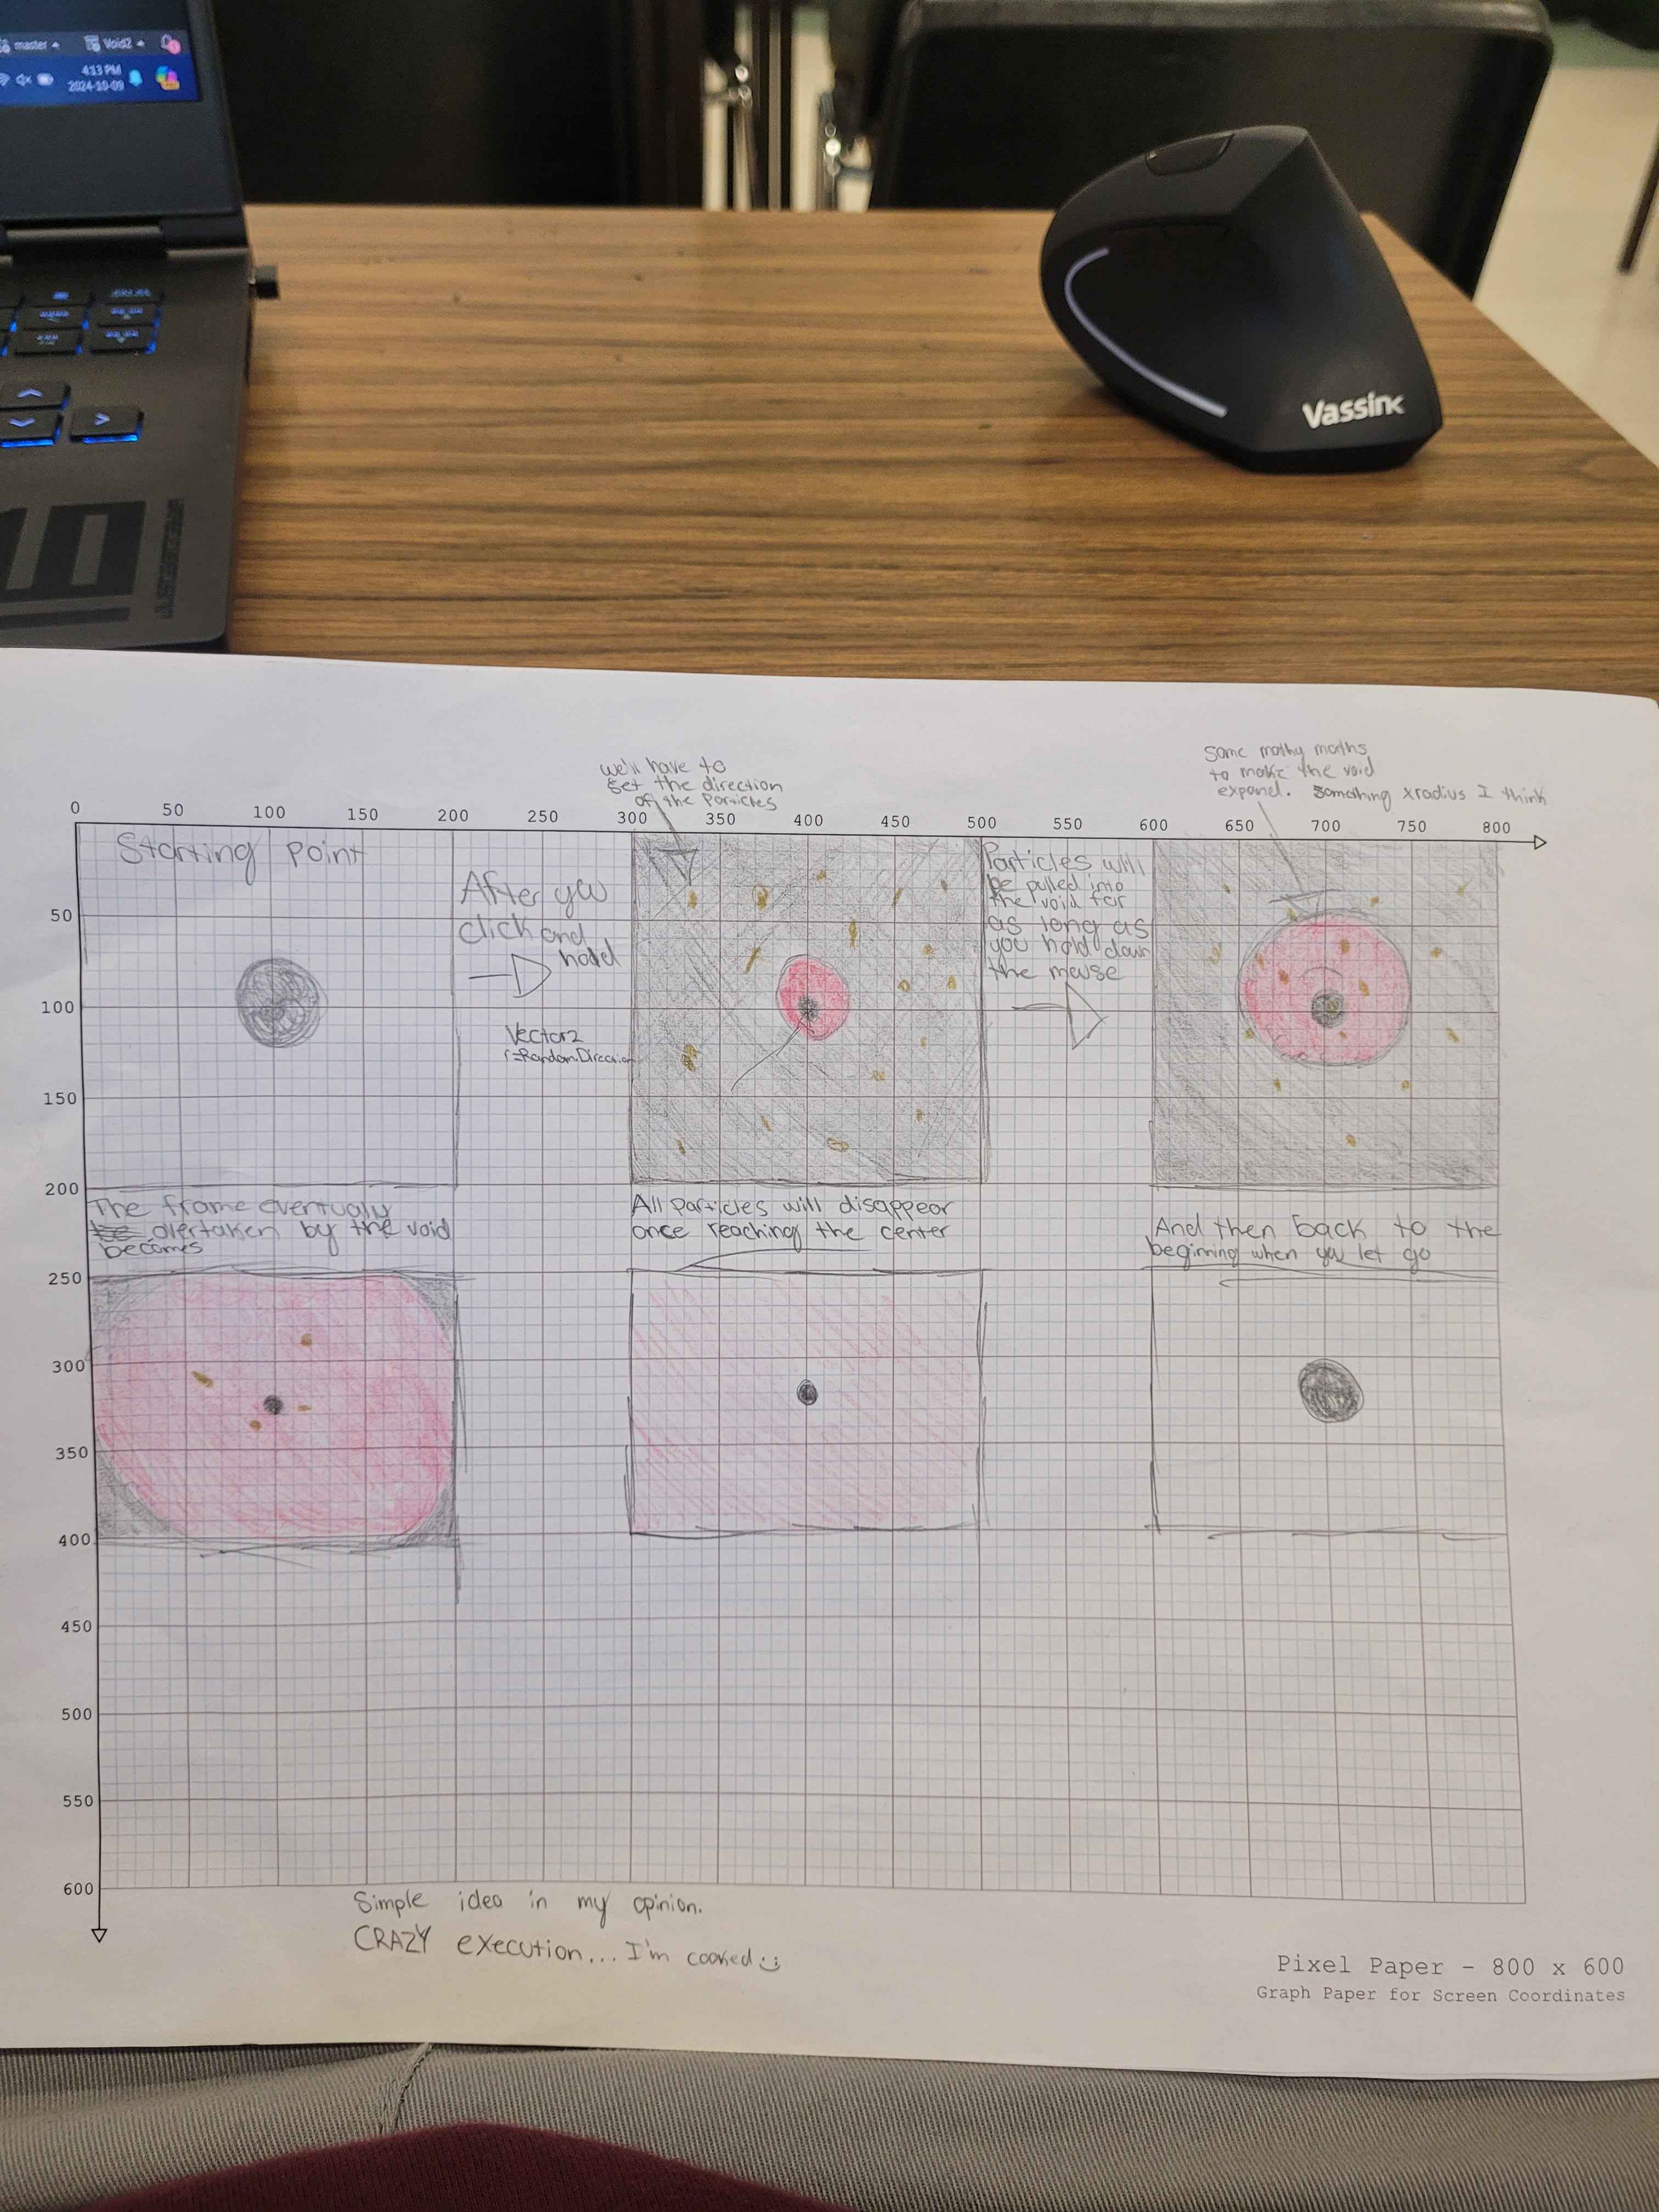 master
Void2
4:13 PM
2024-10-09
Vassink
we'll have to
set the direction
of the particles
Some mathy maths
to make the void
expand. Something xradius I think
0 50 100 150 200 250 300 350 400 450 500 550 600 650 700 750 800
Starting point
After you
click and
hold
Vector2
r=Random.Direction
Particles will
be pulled into
the void for
as long as
you hold down
the mouse
50
100
150
200
The frame eventualy
be overtaken by the void
becomes
All particles will disappear
once reaching the center
And then back to the
beginning when you let go
250
300
350
400
450
500
550
600
Simple idea in my opinion.
CRAZY execution... I'm cooked :)
Pixel Paper - 800 x 600
Graph Paper for Screen Coordinates